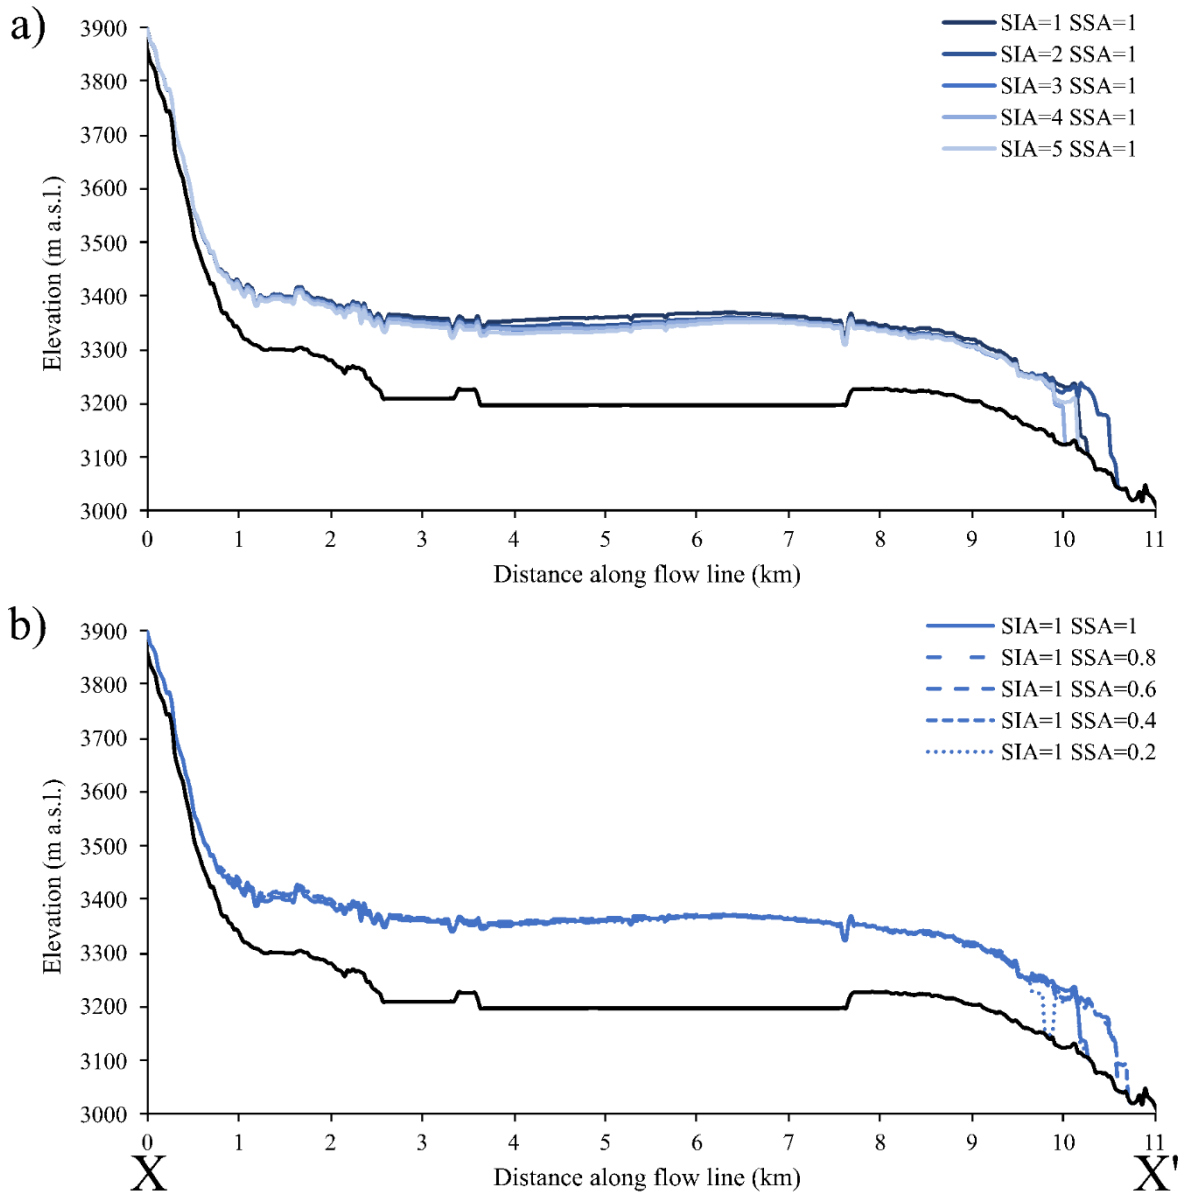 a)
SIA=1 SSA=1
SIA=2 SSA=1
SIA=3 SSA=1
SIA=4 SSA=1
SIA=5 SSA=1
Elevation (m a.s.l.)
3900
3800
3700
3600
3500
3400
3300
3200
3100
3000
0 1 2 3 4 5 6 7 8 9 10 11
Distance along flow line (km)
b)
SIA=1 SSA=1
SIA=1 SSA=0.8
SIA=1 SSA=0.6
SIA=1 SSA=0.4
SIA=1 SSA=0.2
Elevation (m a.s.l.)
3900
3800
3700
3600
3500
3400
3300
3200
3100
3000
0 1 2 3 4 5 6 7 8 9 10 11
X Distance along flow line (km) X'